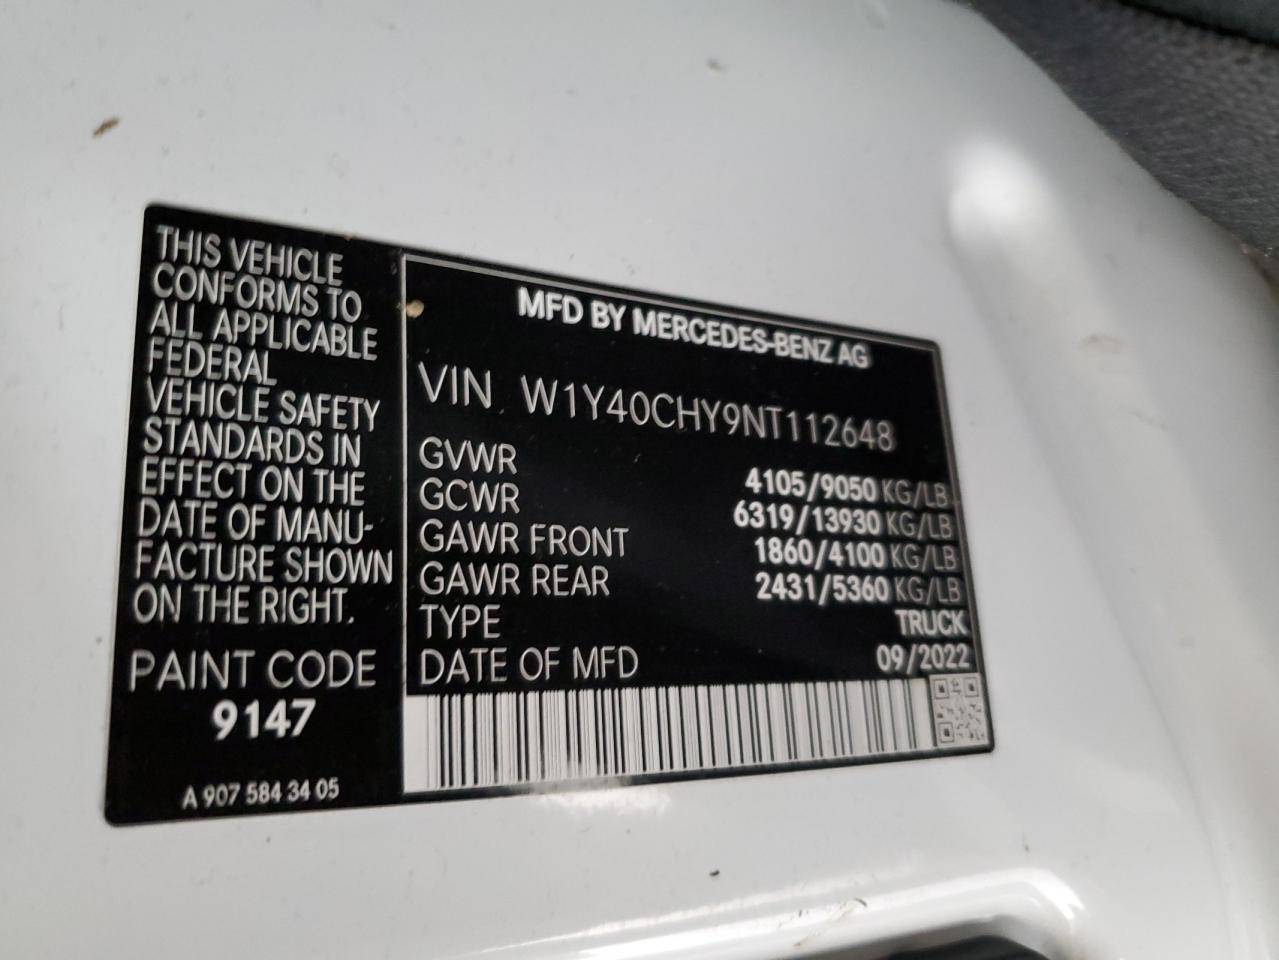 THIS VEHICLE
CONFORMS TO
ALL APPLICABLE
FEDERAL
VEHICLE SAFETY
STANDARDS IN
EFFECT ON THE
DATE OF MANU-
FACTURE SHOWN
ON THE RIGHT.
PAINT CODE
9147
A 907 584 34 05
MFD BY MERCEDES-BENZ AG
VIN W1Y40CHY9NT112648
GVWR 4105/9050 KG/LB
GCWR 6319/13930 KG/LB
GAWR FRONT 1860/4100 KG/LB
GAWR REAR 2431/5360 KG/LB
TYPE TRUCK
DATE OF MFD 09/2022